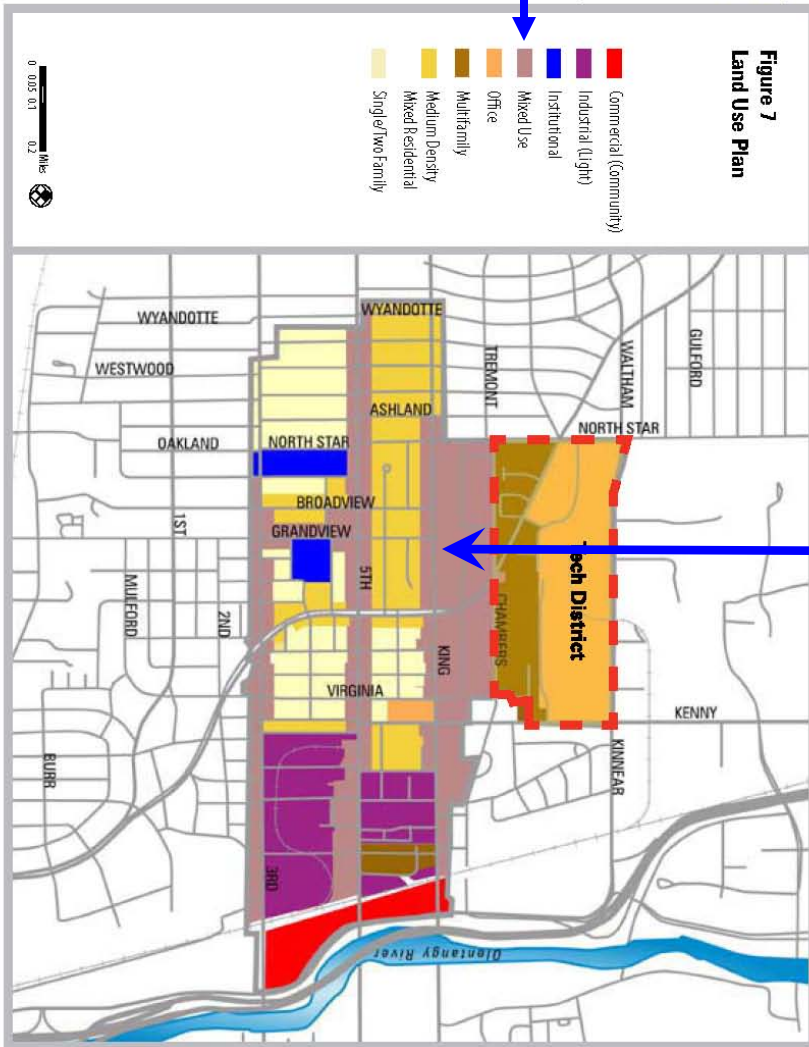 Figure 7
Land Use Plan
Commercial (Community)
Industrial (Light)
Institutional
Mixed Use
Office
Multifamily
Medium Density
Mixed Residential
Single/Two Family
0 0.05 0.1 0.2
Miles
WYANDOTTE
WYANDOTTE
WESTWOOD
TREMONT
WALTHAM
GULFORD
ASHLAND
OAKLAND
NORTH STAR
NORTH STAR
BROADVIEW
1ST
GRANDVIEW
5TH
Tech District
MULFORD
2ND
CHAMBERS
KING
VIRGINIA
KENNY
BURR
KINNEAR
3RD
Olentangy River